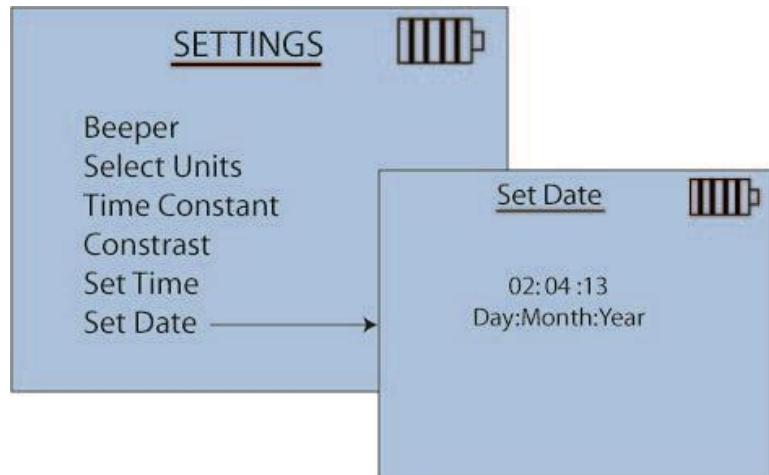 SETTINGS
Beeper
Select Units
Time Constant
Constrast
Set Time
Set Date
Set Date
02:04:13
Day:Month:Year